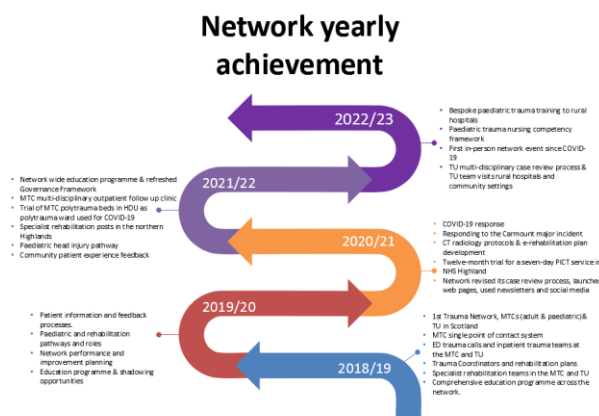 Network yearly
achievement
2022/23
• Bespoke paediatric trauma training to rural
hospitals
• Paediatric trauma nursing competency
framework
• First in-person network event since COVID-
19
• TU multi-disciplinary case review process &
TU team visits rural hospitals and
community settings
2021/22
• Network wide education programme & refreshed
Governance Framework
• MTC multi-disciplinary outpatient follow up clinic
• Trial of MTC polytrauma beds in HDU as
polytrauma ward used for COVID-19
• Specialist rehabilitation posts in the northern
Highlands
• Paediatric head injury pathway
• Community patient experience feedback
2020/21
• COVID-19 response
• Responding to the Carmount major incident
• CT radiology protocols & e-rehabilitation plan
development
• Twelve-month trial for a seven-day PICT service in
NHS Highland
• Network revised its case review process, launched
web pages, used newsletters and social media
2019/20
• Patient information and feedback
processes.
• Paediatric and rehabilitation
pathways and roles
• Network performance and
improvement planning
• Education programme & shadowing
opportunities
2018/19
• 1st Trauma Network, MTCs (adult & paediatric)&
TU in Scotland
• MTC single point of contact system
• ED trauma calls and inpatient trauma teams at
the MTC and TU
• Trauma Coordinators and rehabilitation plans
• Specialist rehabilitation teams in the MTC and TU
• Comprehensive education programme across the
network.